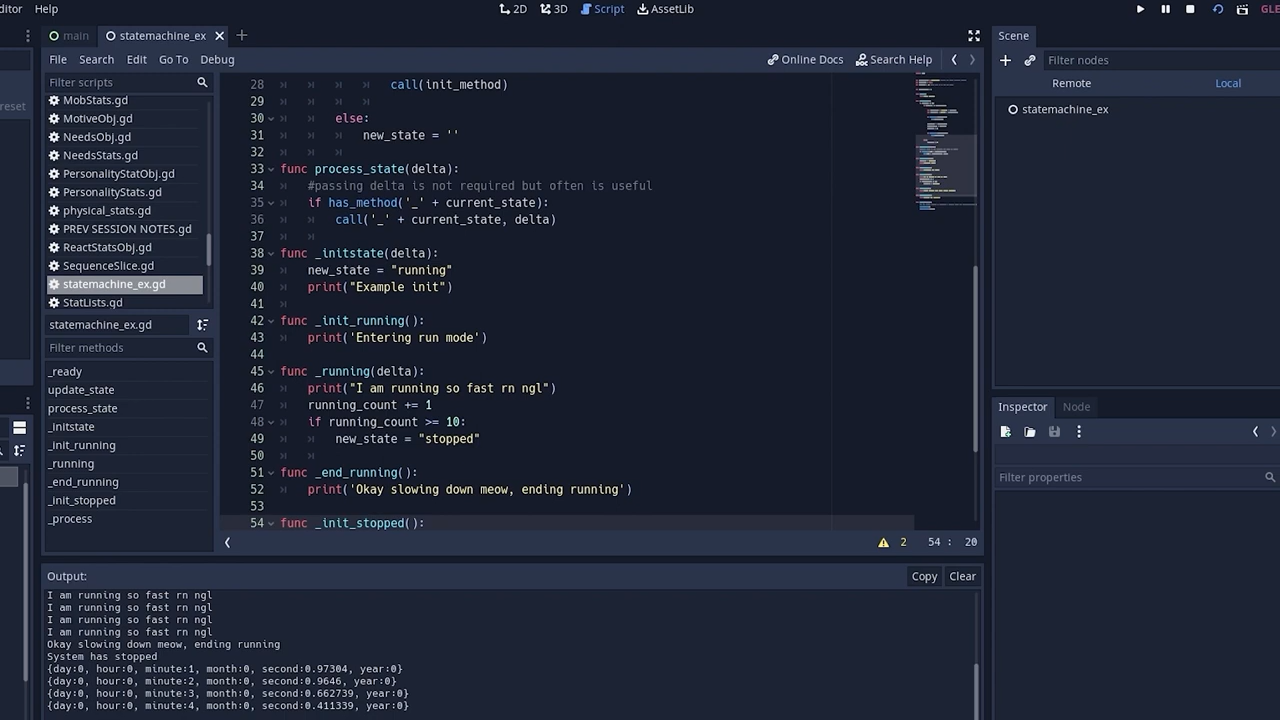 ditor Help
2D 3D Script AssetLib
GLE
main statemachine_ex
reset
File Search Edit Go To Debug
Online Docs Search Help
Filter scripts
MobStats.gd
MotiveObj.gd
NeedsObj.gd
NeedsStats.gd
PersonalityStatObj.gd
PersonalityStats.gd
physical_stats.gd
PREV SESSION NOTES.gd
ReactStatsObj.gd
SequenceSlice.gd
statemachine_ex.gd
StatLists.gd
statemachine_ex.gd
Filter methods
_ready
update_state
process_state
_initstate
_init_running
_running
_end_running
_init_stopped
_process
28 call(init_method)
29
30 else:
31 new_state = ''
32
33 func process_state(delta):
34 #passing delta is not required but often is useful
35 if has_method('_' + current_state):
36 call('_' + current_state, delta)
37
38 func _initstate(delta):
39 new_state = "running"
40 print("Example init")
41
42 func _init_running():
43 print('Entering run mode')
44
45 func _running(delta):
46 print("I am running so fast rn ngl")
47 running_count += 1
48 if running_count >= 10:
49 new_state = "stopped"
50
51 func _end_running():
52 print('Okay slowing down meow, ending running')
53
54 func _init_stopped():
2 54 : 20
Output:
Copy Clear
I am running so fast rn ngl
I am running so fast rn ngl
I am running so fast rn ngl
I am running so fast rn ngl
Okay slowing down meow, ending running
System has stopped
{day:0, hour:0, minute:1, month:0, second:0.97304, year:0}
{day:0, hour:0, minute:2, month:0, second:0.9646, year:0}
{day:0, hour:0, minute:3, month:0, second:0.662739, year:0}
{day:0, hour:0, minute:4, month:0, second:0.411339, year:0}
Scene
Filter nodes
Remote Local
statemachine_ex
Inspector Node
Filter properties